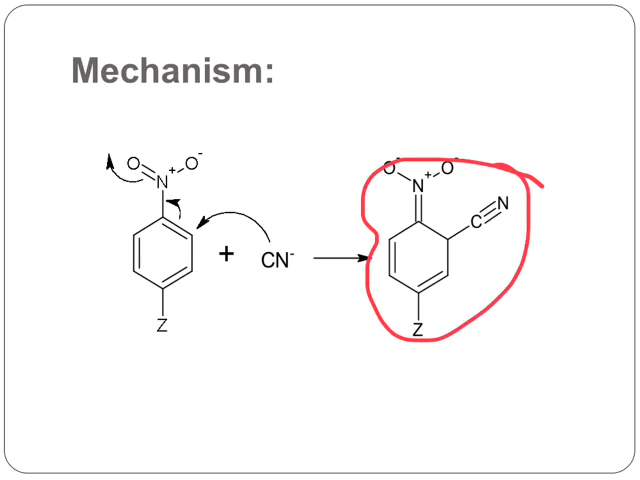 Mechanism:
O N+ O-
O- N+ O-
C N
+ CN-
Z
Z